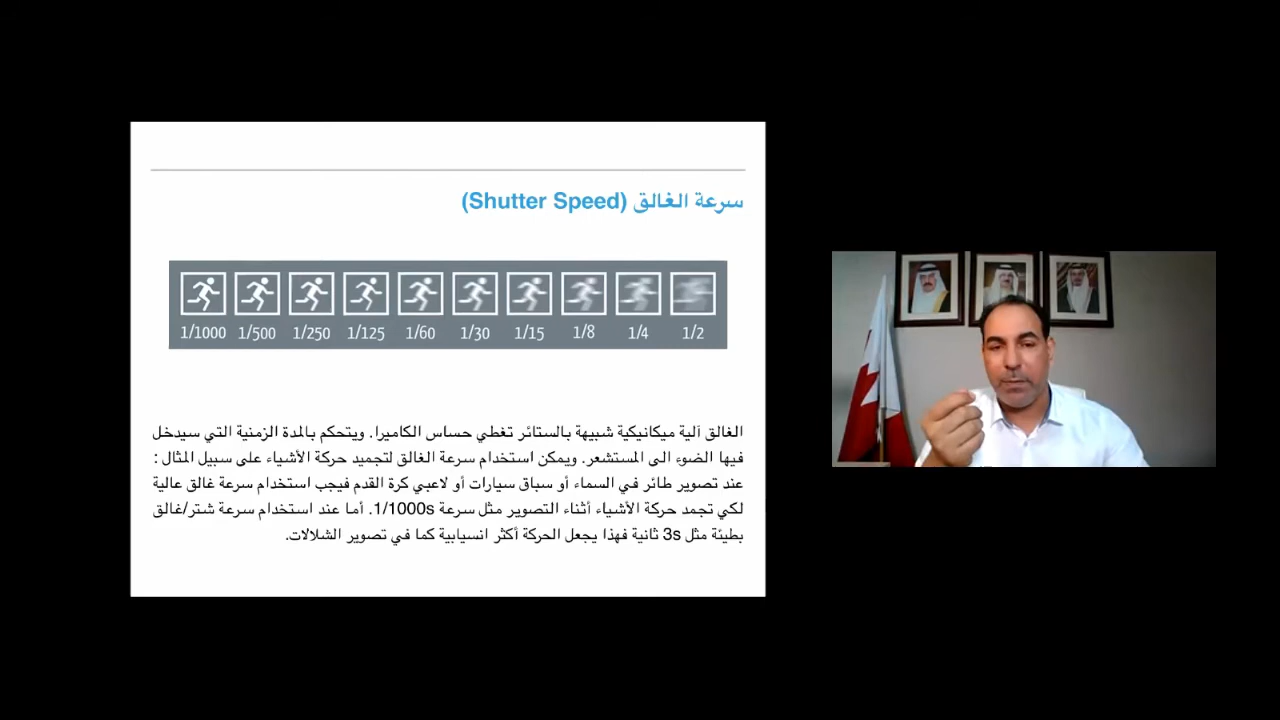 سرعة الغالق (Shutter Speed)
1/1000 1/500 1/250 1/125 1/60 1/30 1/15 1/8 1/4 1/2
الغالق آلية ميكانيكية شبيهة بالستائر تغطي حساس الكاميرا. ويتحكم بالمدة الزمنية التي سيدخل
فيها الضوء الى المستشعر. ويمكن استخدام سرعة الغالق لتجميد حركة الأشياء على سبيل المثال :
عند تصوير طائر في السماء أو سباق سيارات أو لاعبي كرة القدم فيجب استخدام سرعة غالق عالية
لكي تجمد حركة الأشياء أثناء التصوير مثل سرعة 1/1000s. أما عند استخدام سرعة شتر/غالق
بطيئة مثل 3s ثانية فهذا يجعل الحركة أكثر انسيابية كما في تصوير الشلالات.